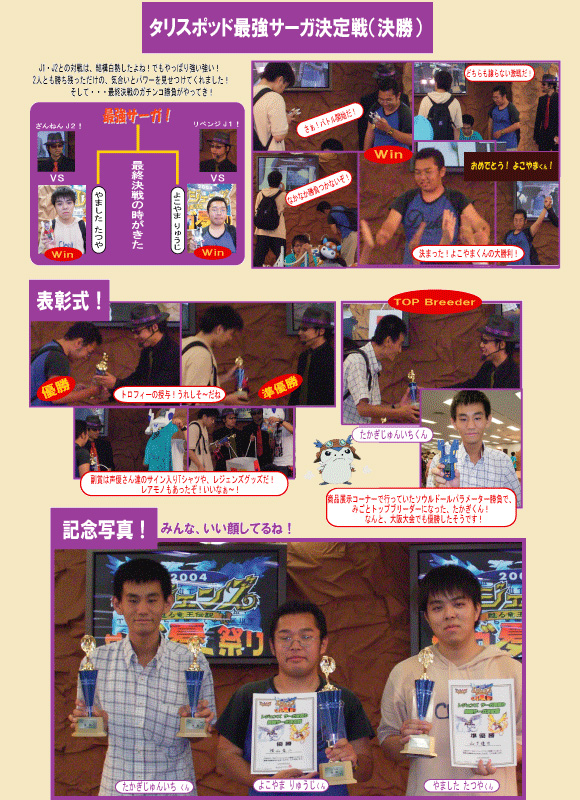 タリスポッド最強サーガ決定戦（決勝）
J1・J2との対戦は、結構白熱したよね！でもやっぱり強い強い！
2人とも勝ち残っただけの、気合いとパワーを見せつけてくれました！
そして・・・最終決戦のガチンコ勝負がやってき！
最強サーガ！
ざんねんJ2！
リベンジJ1！
VS
VS
最終決戦の時がきた
やました たつや
よこやま りゅうじ
Win
Win
さぁ！バトル開始だ！
どちらも譲らない激戦だ！
Win
なかなか勝負つかないぞ！
おめでとう！よこやまくん！
決まった！よこやまくんの大勝利！
表彰式！
優勝
トロフィーの授与！うれしそ～だね
準優勝
副賞は声優さん達のサイン入りTシャツや、レジェンズグッズだ！
レアモノもあったぞ！いいなぁ～！
TOP Breeder
たかぎじゅんいちくん
商品展示コーナーで行っていたソウルドールパラメーター勝負で、
みごとトップブリーダーになった、たかぎくん！
なんと、大阪大会でも優勝したそうです！
記念写真！
みんな、いい顔してるね！
2004
レジェンズ
夏祭り
優勝
準優勝
たかぎじゅんいち くん
よこやま りゅうじくん
やました たつやくん